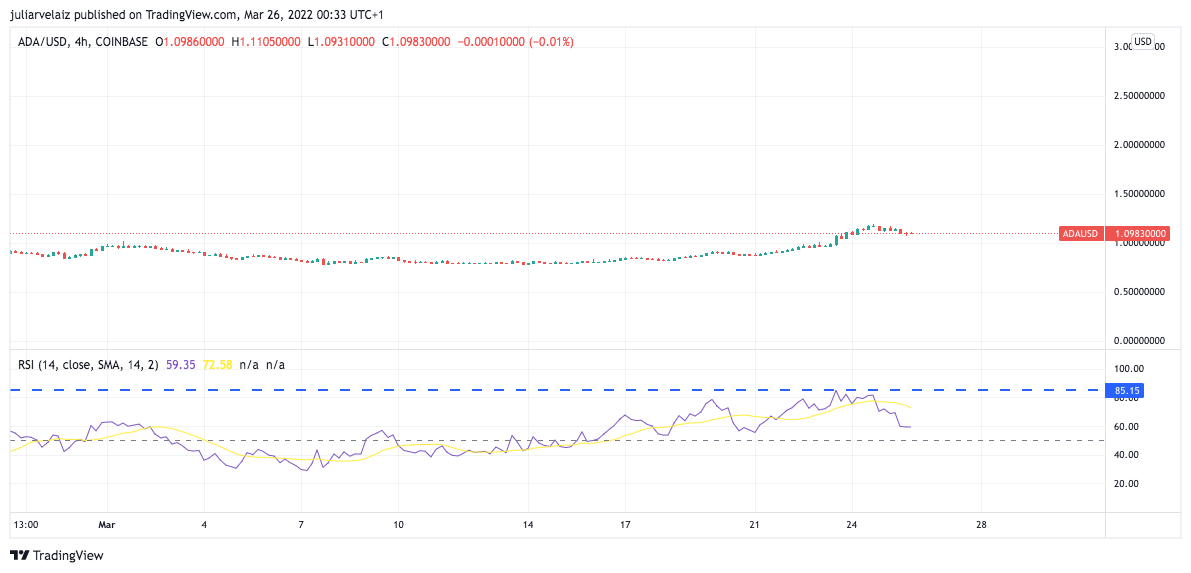 juliarvelaiz published on TradingView.com, Mar 26, 2022 00:33 UTC+1
ADA/USD, 4h, COINBASE O1.09860000 H1.11050000 L1.09310000 C1.09830000 −0.00010000 (−0.01%)
USD
2.50000000
2.00000000
1.50000000
ADAUSD 1.09830000
1.00000000
0.50000000
0.00000000
RSI (14, close, SMA, 14, 2) 59.35 72.58 n/a n/a
100.00
85.15
80.00
60.00
40.00
20.00
13:00 Mar 4 7 10 14 17 21 24 28
TradingView